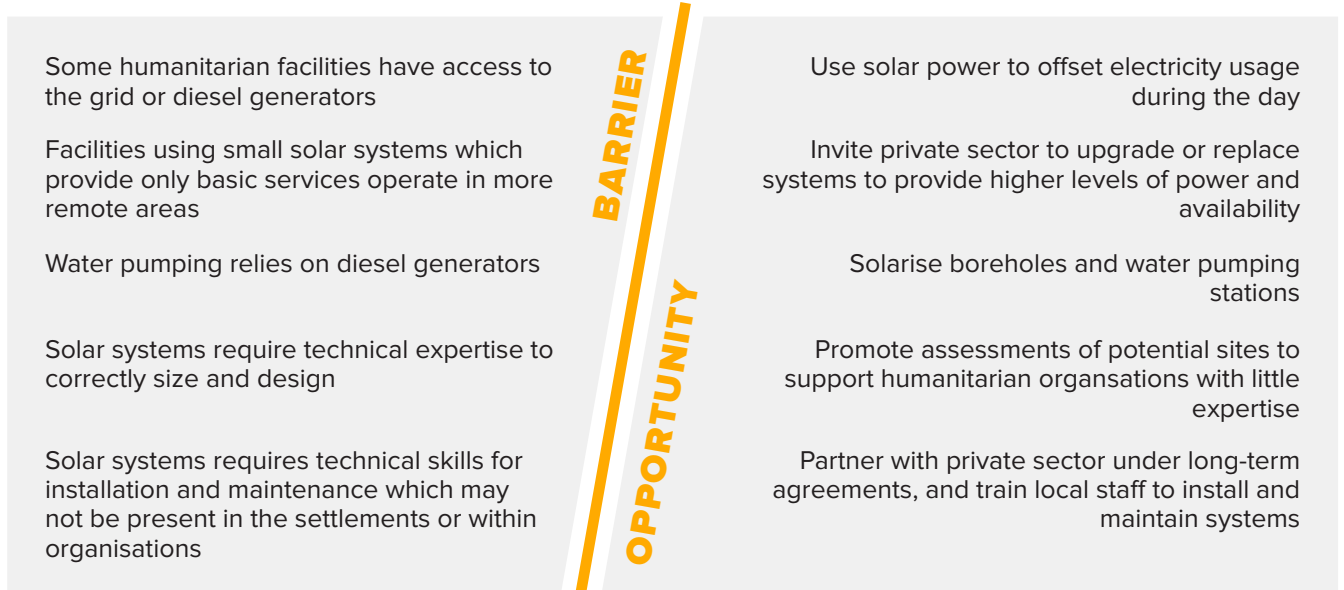 Some humanitarian facilities have access to
the grid or diesel generators
Facilities using small solar systems which
provide only basic services operate in more
remote areas
Water pumping relies on diesel generators
Solar systems require technical expertise to
correctly size and design
Solar systems requires technical skills for
installation and maintenance which may
not be present in the settlements or within
organisations
BARRIER
OPPORTUNITY
Use solar power to offset electricity usage
during the day
Invite private sector to upgrade or replace
systems to provide higher levels of power and
availability
Solarise boreholes and water pumping
stations
Promote assessments of potential sites to
support humanitarian organsations with little
expertise
Partner with private sector under long-term
agreements, and train local staff to install and
maintain systems